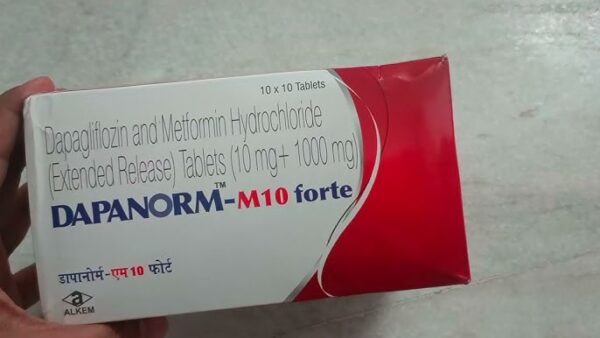 10 x 10 Tablets
Dapagliflozin and Metformin Hydrochloride
(Extended Release) Tablets (10 mg+ 1000 mg)
DAPANORM™-M10 forte
डापानोर्म-एम 10 फोर्ट
a
ALKEM